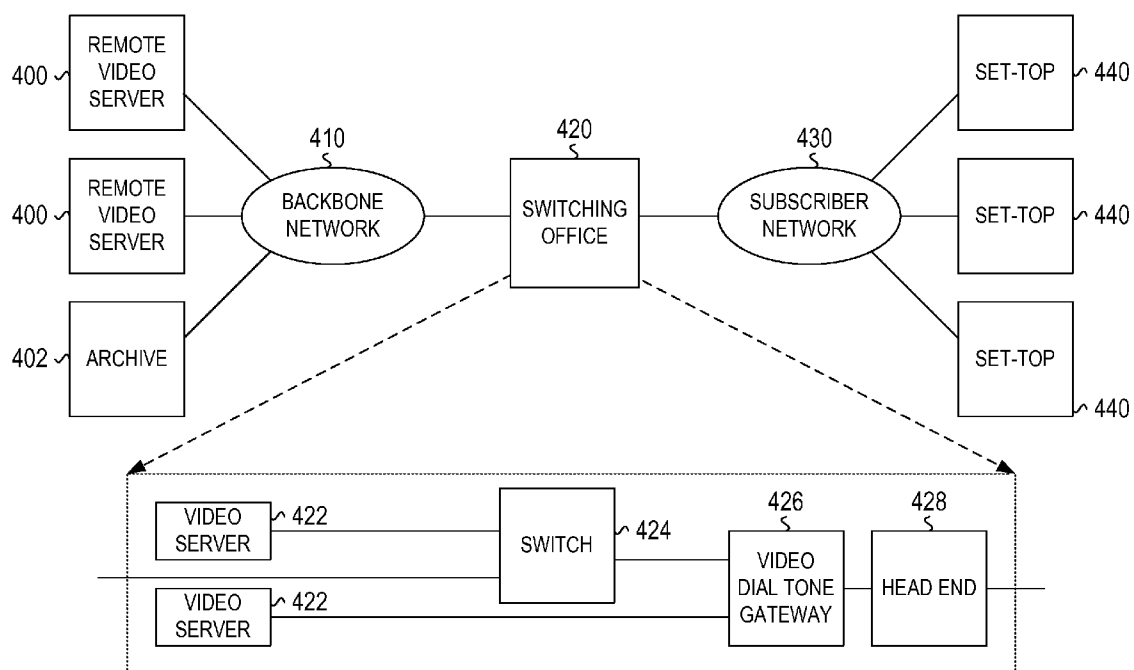 REMOTE
VIDEO
SERVER
400
REMOTE
VIDEO
SERVER
400
ARCHIVE
402
410
BACKBONE
NETWORK
420
SWITCHING
OFFICE
430
SUBSCRIBER
NETWORK
SET-TOP
440
SET-TOP
440
SET-TOP
440
VIDEO
SERVER
422
VIDEO
SERVER
422
SWITCH
424
426
VIDEO
DIAL TONE
GATEWAY
428
HEAD END